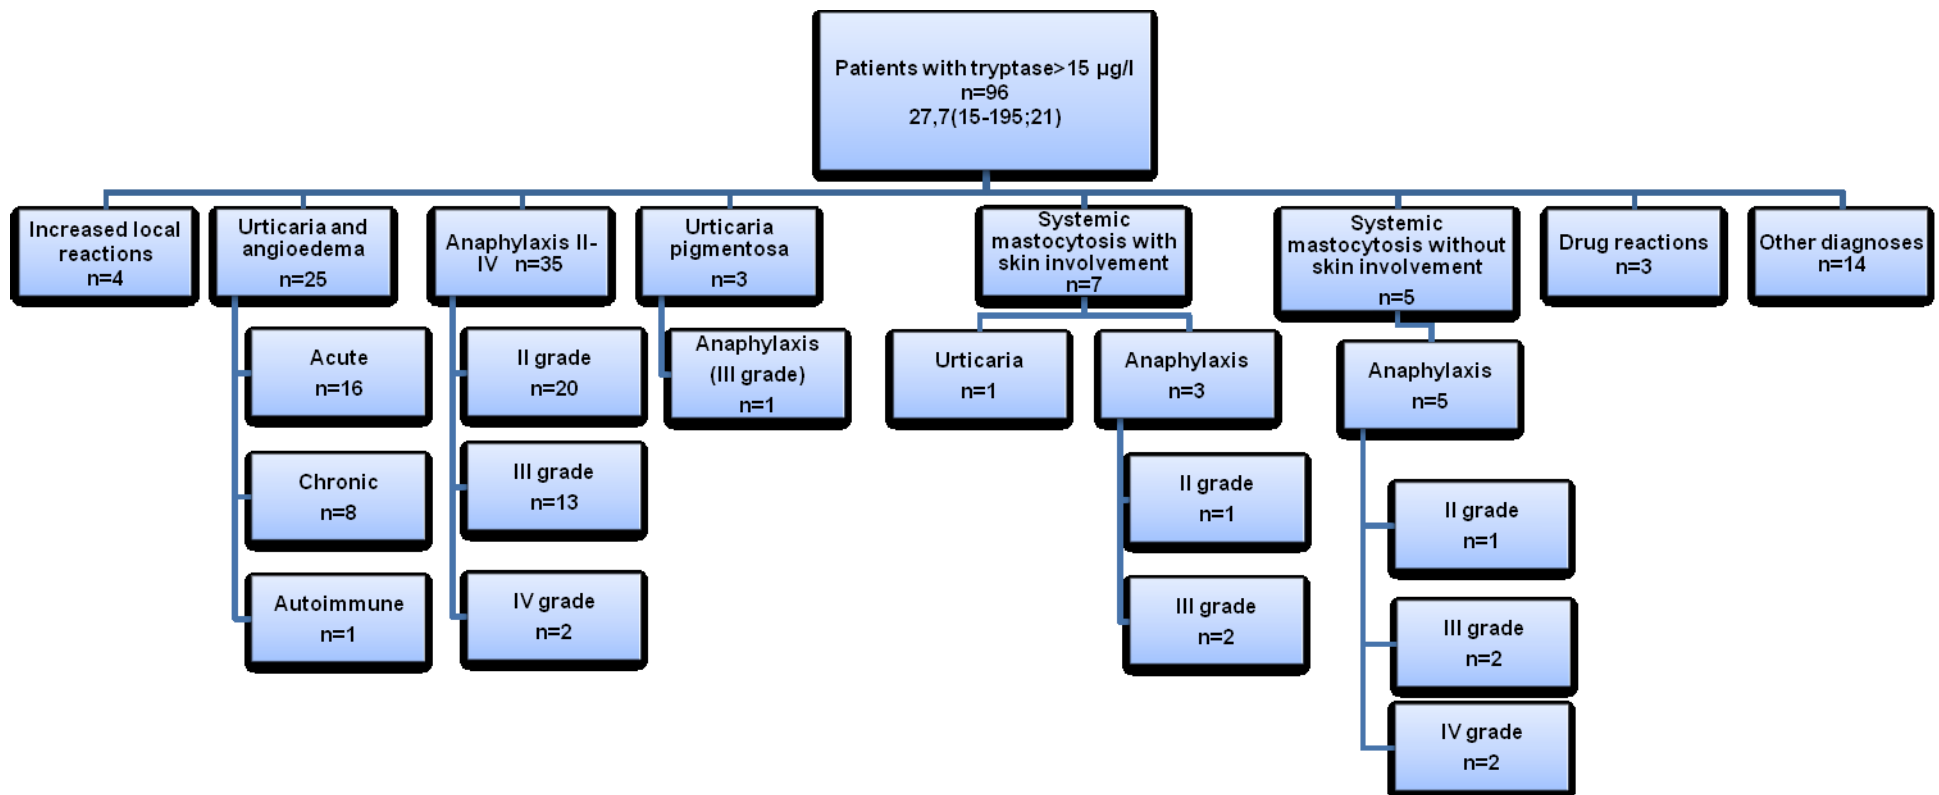 Patients with tryptase>15 µg/l
n=96
27,7(15-195;21)
Increased local
reactions
n=4
Urticaria and
angioedema
n=25
Anaphylaxis II-
IV n=35
Urticaria
pigmentosa
n=3
Systemic
mastocytosis with
skin involvement
n=7
Systemic
mastocytosis without
skin involvement
n=5
Drug reactions
n=3
Other diagnoses
n=14
Acute
n=16
Chronic
n=8
Autoimmune
n=1
II grade
n=20
III grade
n=13
IV grade
n=2
Anaphylaxis
(III grade)
n=1
Urticaria
n=1
Anaphylaxis
n=3
II grade
n=1
III grade
n=2
Anaphylaxis
n=5
II grade
n=1
III grade
n=2
IV grade
n=2